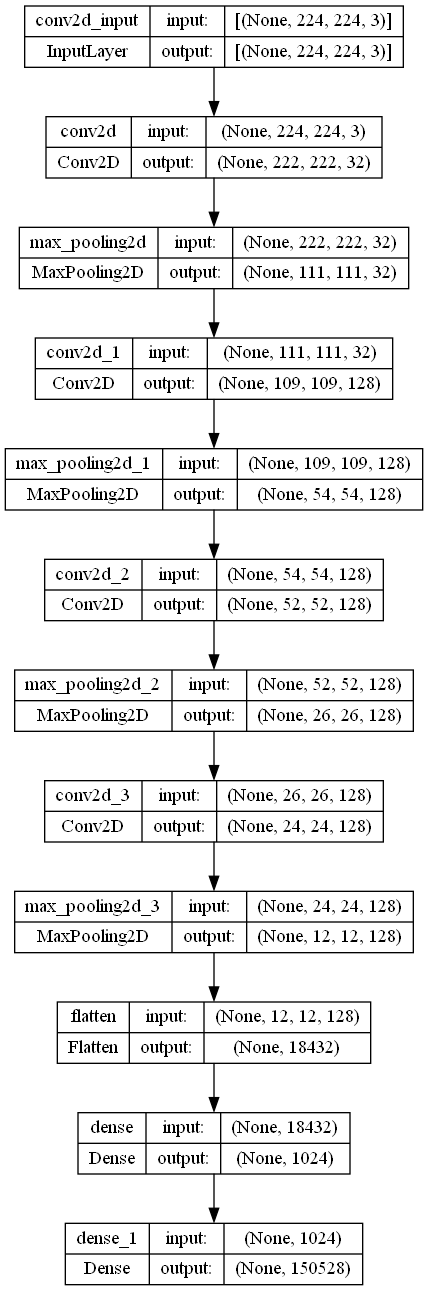 conv2d_input input: [(None, 224, 224, 3)]
InputLayer output: [(None, 224, 224, 3)]
conv2d input: (None, 224, 224, 3)
Conv2D output: (None, 222, 222, 32)
max_pooling2d input: (None, 222, 222, 32)
MaxPooling2D output: (None, 111, 111, 32)
conv2d_1 input: (None, 111, 111, 32)
Conv2D output: (None, 109, 109, 128)
max_pooling2d_1 input: (None, 109, 109, 128)
MaxPooling2D output: (None, 54, 54, 128)
conv2d_2 input: (None, 54, 54, 128)
Conv2D output: (None, 52, 52, 128)
max_pooling2d_2 input: (None, 52, 52, 128)
MaxPooling2D output: (None, 26, 26, 128)
conv2d_3 input: (None, 26, 26, 128)
Conv2D output: (None, 24, 24, 128)
max_pooling2d_3 input: (None, 24, 24, 128)
MaxPooling2D output: (None, 12, 12, 128)
flatten input: (None, 12, 12, 128)
Flatten output: (None, 18432)
dense input: (None, 18432)
Dense output: (None, 1024)
dense_1 input: (None, 1024)
Dense output: (None, 150528)